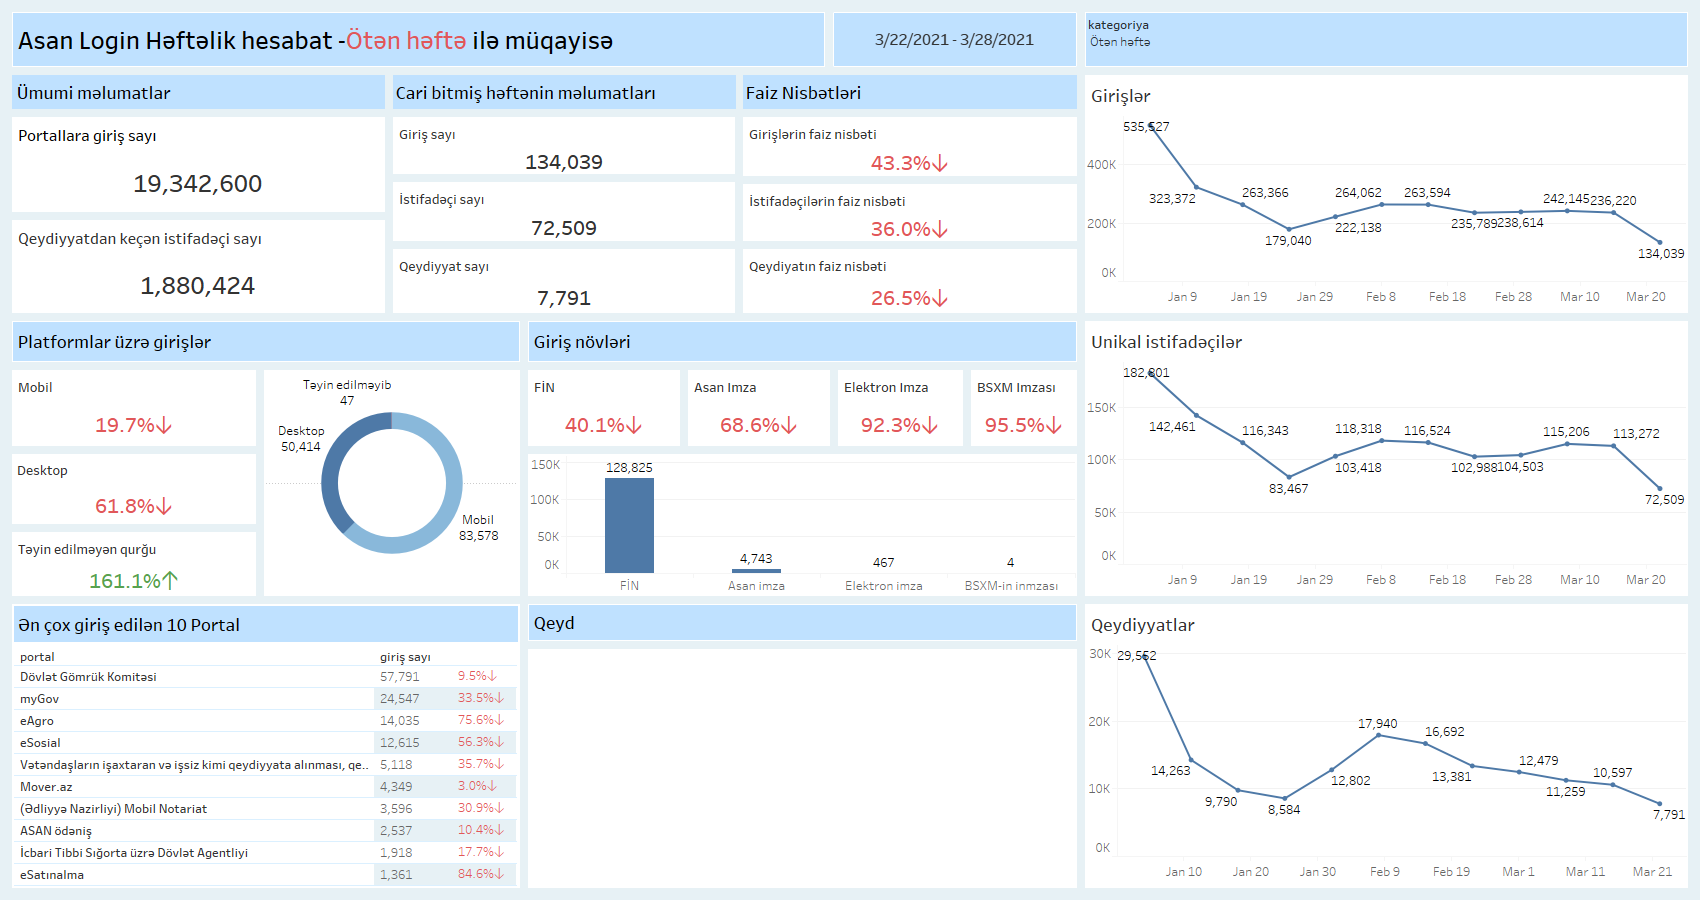 Asan Login Həftəlik hesabat -Ötən həftə ilə müqayisə
3/22/2021 - 3/28/2021
kategoriya
Ötən həftə
Ümumi məlumatlar
Portallara giriş sayı
19,342,600
Qeydiyyatdan keçən istifadəçi sayı
1,880,424
Cari bitmiş həftənin məlumatları
Giriş sayı
134,039
İstifadəçi sayı
72,509
Qeydiyyat sayı
7,791
Faiz Nisbətləri
Girişlərin faiz nisbəti
43.3%↓
İstifadəçilərin faiz nisbəti
36.0%↓
Qeydiyatın faiz nisbəti
26.5%↓
Girişlər
535,527
400K
323,372
263,366
264,062
263,594
242,145
236,220
200K
179,040
222,138
235,789
238,614
134,039
0K
Jan 9
Jan 19
Jan 29
Feb 8
Feb 18
Feb 28
Mar 10
Mar 20
Platformlar üzrə girişlər
Mobil
19.7%↓
Desktop
61.8%↓
Təyin edilməyən qurğu
161.1%↑
Təyin edilməyib
47
Desktop
50,414
Mobil
83,578
Giriş növləri
FİN
40.1%↓
Asan Imza
68.6%↓
Elektron Imza
92.3%↓
BSXM Imzası
95.5%↓
150K
100K
50K
0K
128,825
4,743
467
4
FİN
Asan imza
Elektron imza
BSXM-in inmzası
Unikal istifadəçilər
182,801
150K
142,461
116,343
118,318
116,524
115,206
113,272
100K
83,467
103,418
102,988
104,503
72,509
50K
0K
Jan 9
Jan 19
Jan 29
Feb 8
Feb 18
Feb 28
Mar 10
Mar 20
Ən çox giriş edilən 10 Portal
portal giriş sayı
Dövlət Gömrük Komitəsi 57,791 9.5%↓
myGov 24,547 33.5%↓
eAgro 14,035 75.6%↓
eSosial 12,615 56.3%↓
Vətəndaşların işaxtaran və işsiz kimi qeydiyyata alınması, qe.. 5,118 35.7%↓
Mover.az 4,349 3.0%↓
(Ədliyyə Nazirliyi) Mobil Notariat 3,596 30.9%↓
ASAN ödəniş 2,537 10.4%↓
İcbari Tibbi Sığorta üzrə Dövlət Agentliyi 1,918 17.7%↓
eSatınalma 1,361 84.6%↓
Qeyd
Qeydiyyatlar
30K
29,552
20K
17,940
16,692
14,263
12,802
13,381
12,479
10,597
10K
9,790
8,584
11,259
7,791
0K
Jan 10
Jan 20
Jan 30
Feb 9
Feb 19
Mar 1
Mar 11
Mar 21